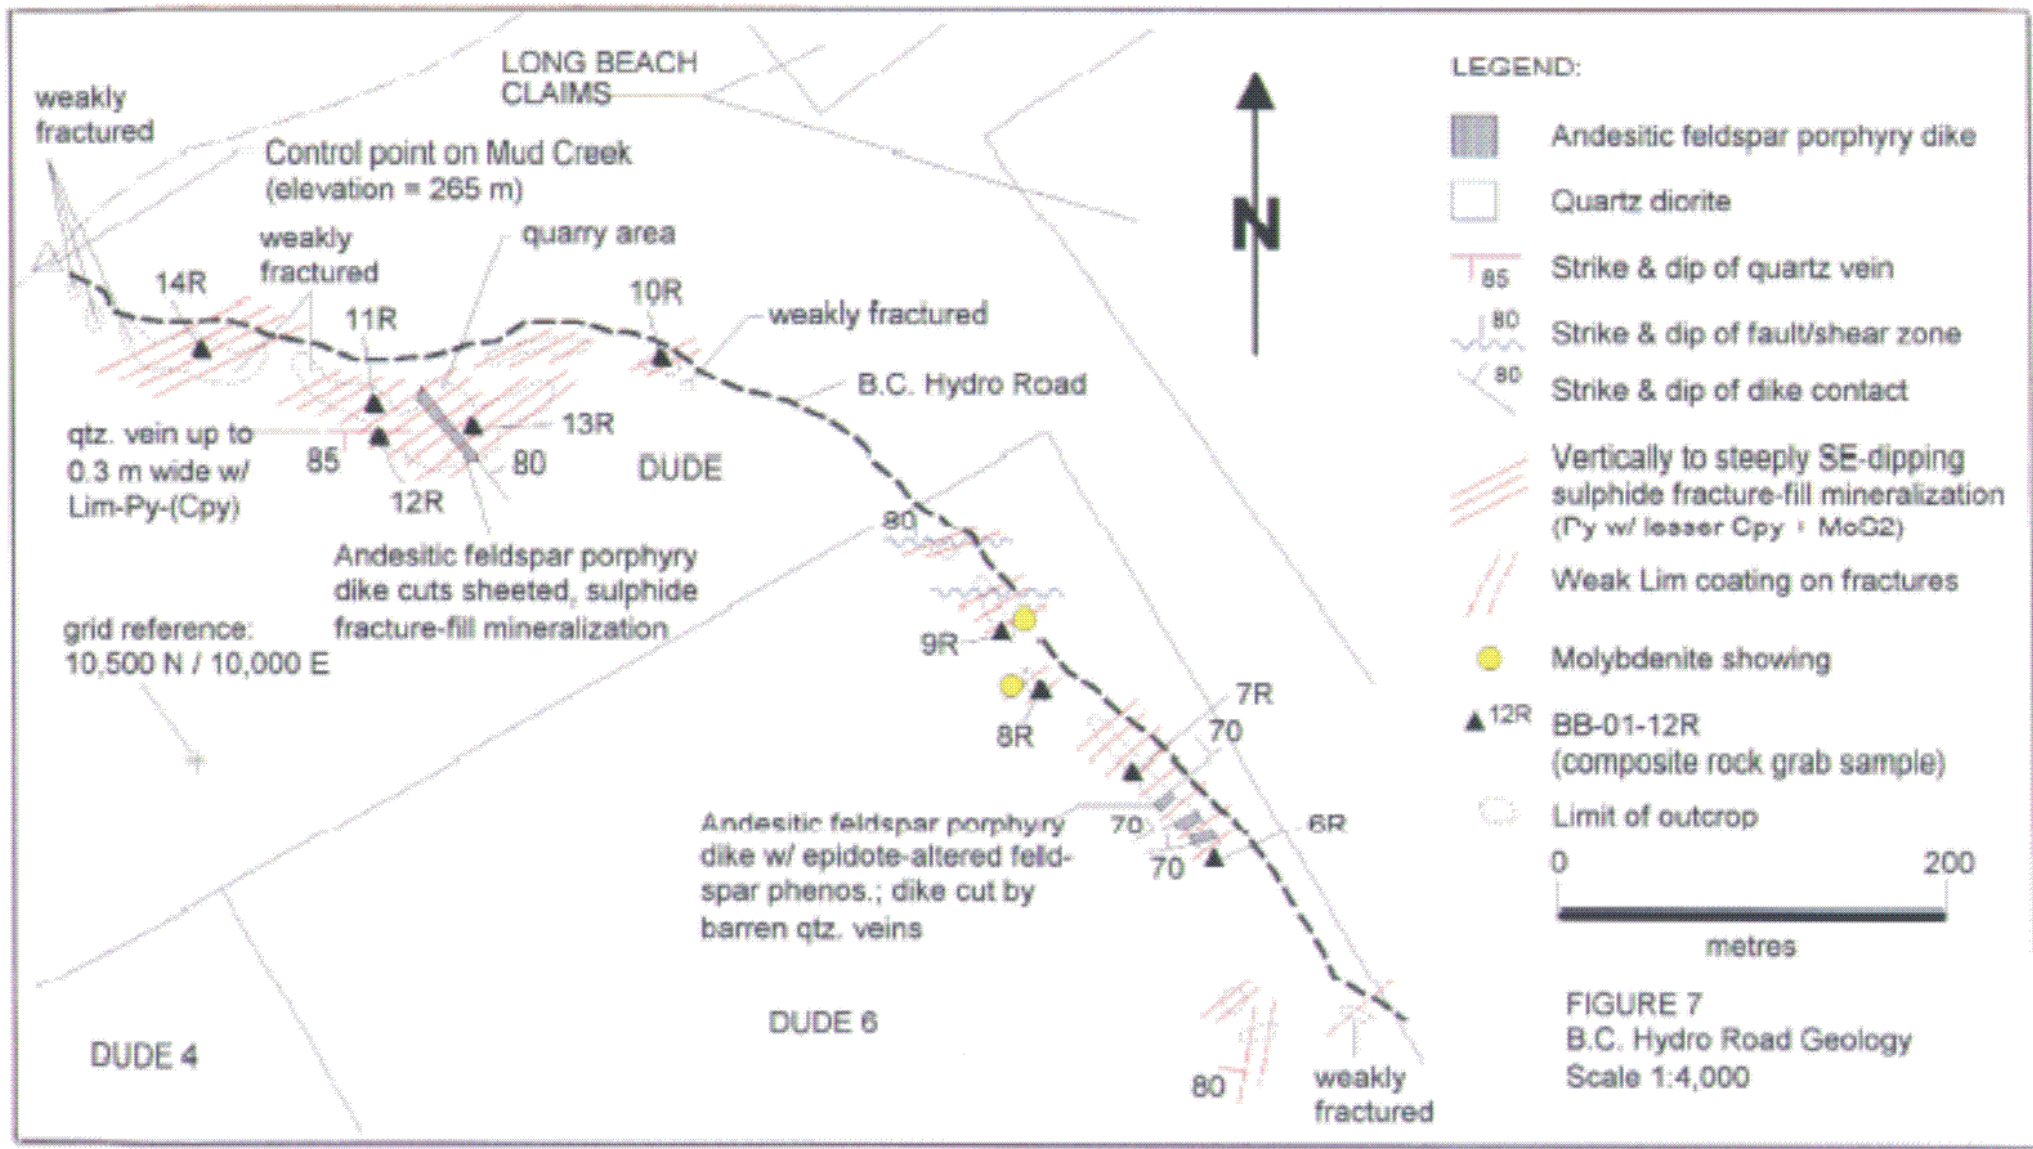 LONG BEACH
CLAIMS
weakly
fractured
Control point on Mud Creek
(elevation = 265 m)
weakly
fractured
quarry area
14R
11R
10R
weakly fractured
B.C. Hydro Road
13R
qtz. vein up to
0.3 m wide w/
Lim-Py-(Cpy)
85
80
12R
DUDE
80
Andesitic feldspar porphyry
dike cuts sheeted, sulphide
fracture-fill mineralization
grid reference:
10,500 N / 10,000 E
9R
8R
7R
70
Andesitic feldspar porphyry
dike w/ epidote-altered feld-
spar phenos.; dike cut by
barren qtz. veins
70
70
6R
DUDE 6
DUDE 4
80
weakly
fractured
N
LEGEND:
Andesitic feldspar porphyry dike
Quartz diorite
85
Strike & dip of quartz vein
80
Strike & dip of fault/shear zone
80
Strike & dip of dike contact
Vertically to steeply SE-dipping
sulphide fracture-fill mineralization
(Py w/ lesser Cpy + MoS2)
Weak Lim coating on fractures
Molybdenite showing
12R
BB-01-12R
(composite rock grab sample)
Limit of outcrop
0 200
metres
FIGURE 7
B.C. Hydro Road Geology
Scale 1:4,000